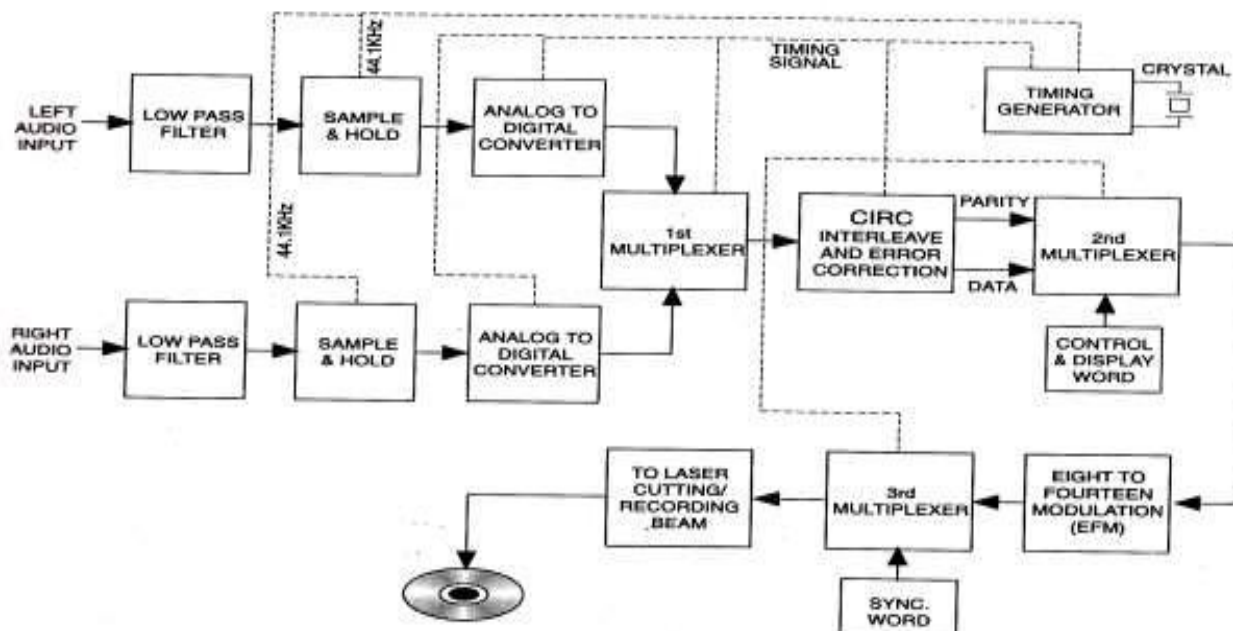 44.1KHz
TIMING
SIGNAL
CRYSTAL
TIMING
GENERATOR
LEFT
AUDIO
INPUT
LOW PASS
FILTER
SAMPLE
& HOLD
ANALOG TO
DIGITAL
CONVERTER
44.1KHz
1st
MULTIPLEXER
CIRC
INTERLEAVE
AND ERROR
CORRECTION
PARITY
DATA
2nd
MULTIPLEXER
RIGHT
AUDIO
INPUT
LOW PASS
FILTER
SAMPLE
& HOLD
ANALOG TO
DIGITAL
CONVERTER
CONTROL
& DISPLAY
WORD
TO LASER
CUTTING/
RECORDING
BEAM
3rd
MULTIPLEXER
EIGHT TO
FOURTEEN
MODULATION
(EFM)
SYNC.
WORD